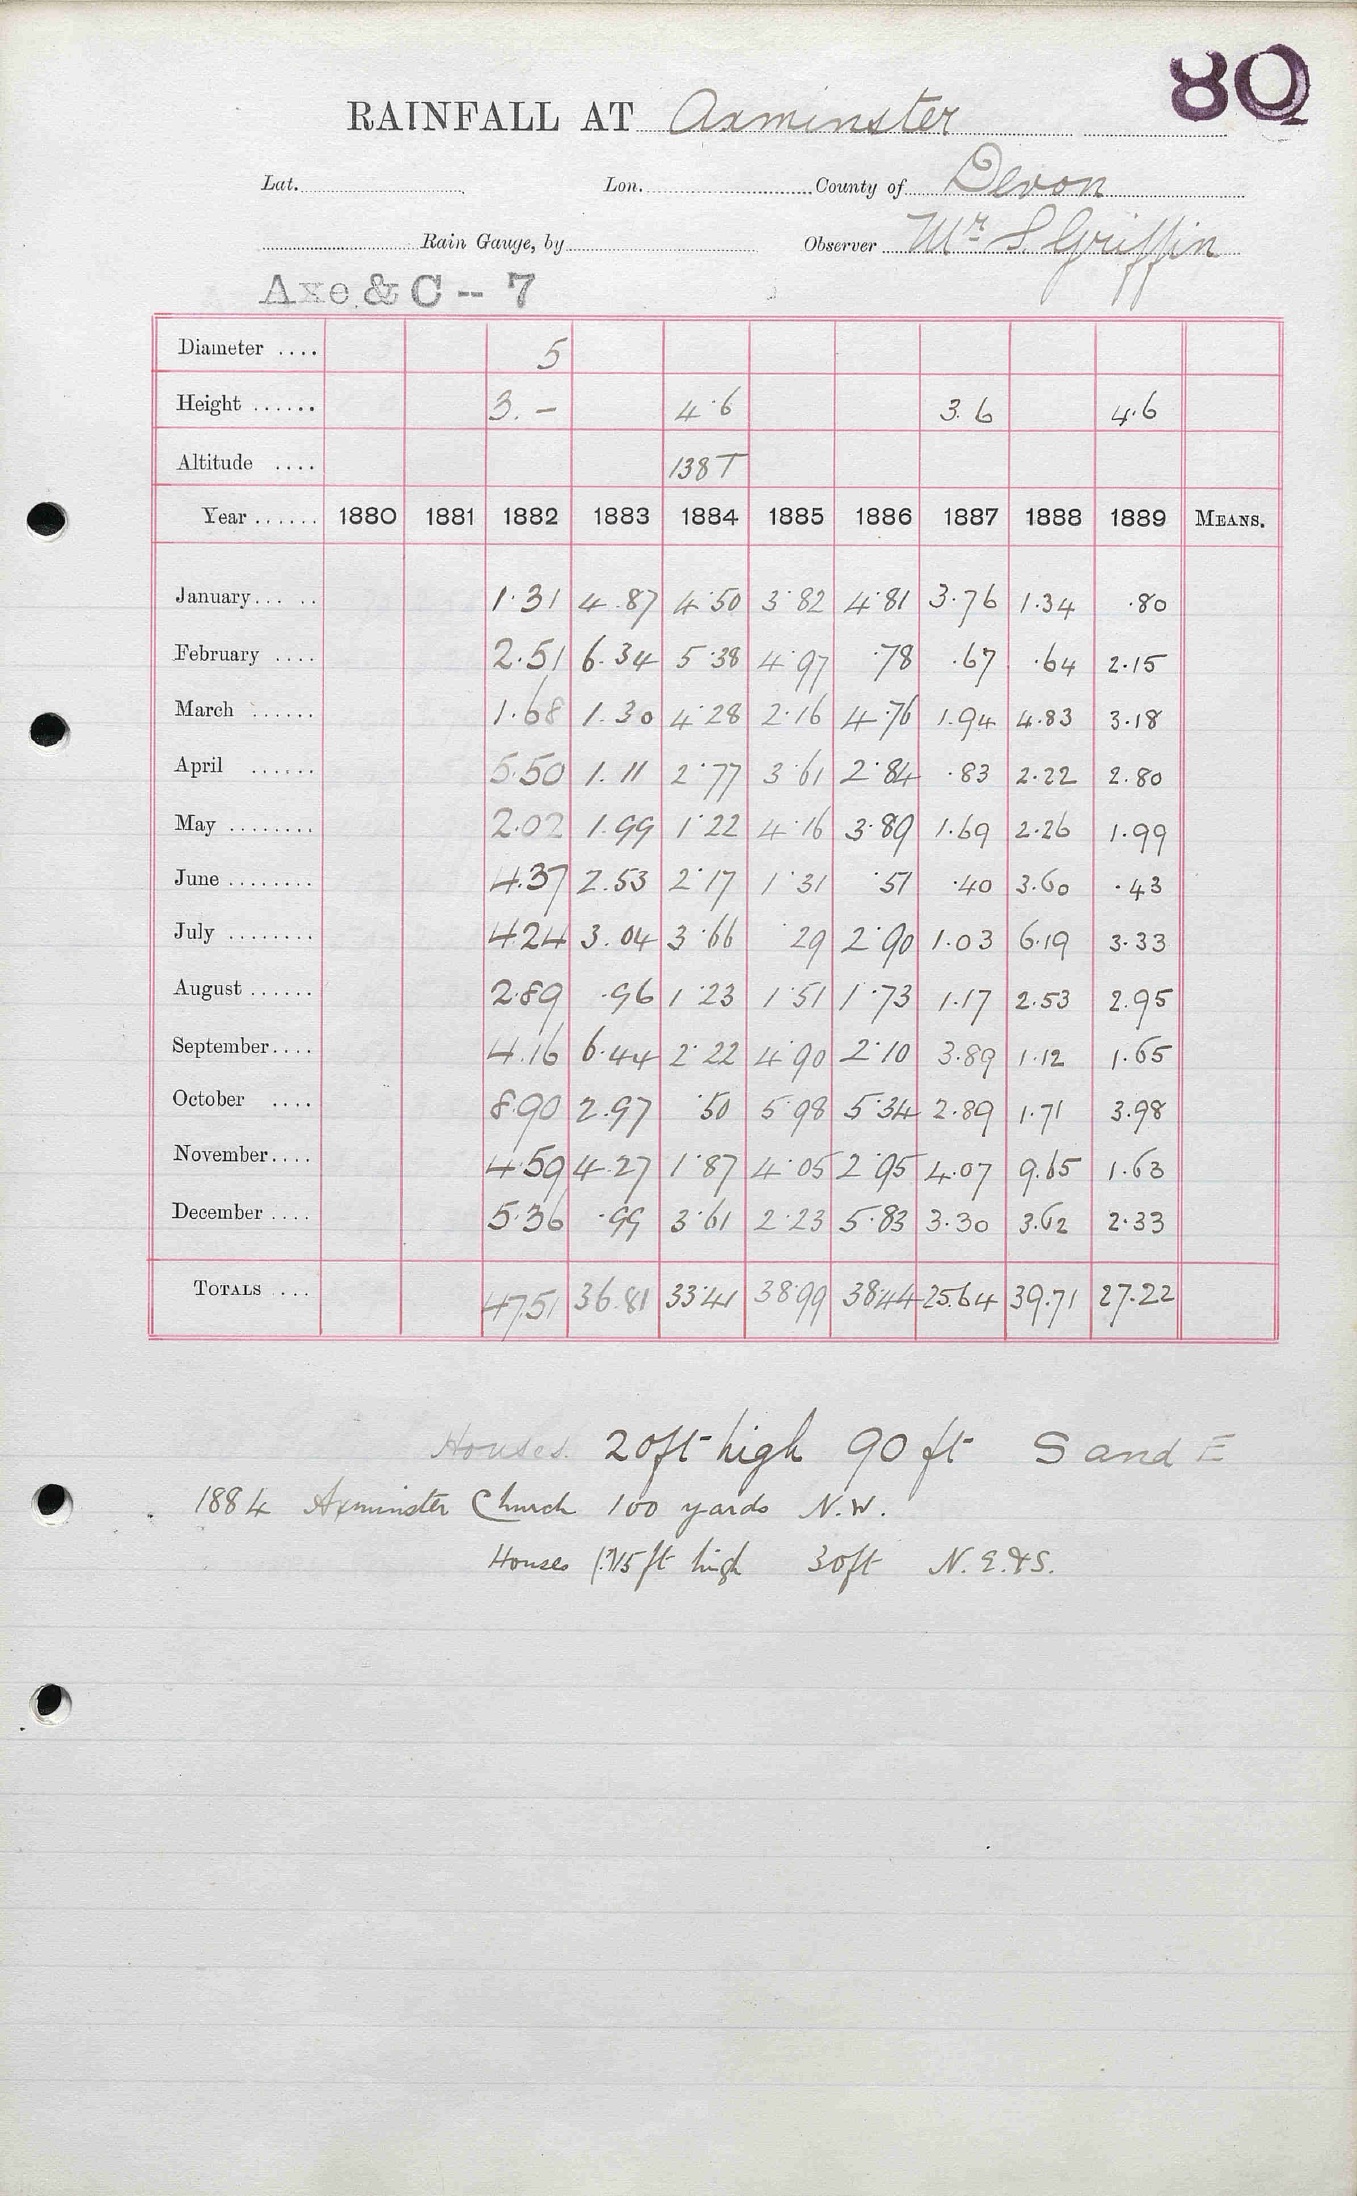 80
RAINFALL AT Axminster
Lat. Lon. County of Devon
Rain Gauge, by Observer Mr. S. Griffin
Axe & C -- 7
Diameter .... 5
Height ...... 3. – 4·6 3.6 4·6
Altitude .... 138 T
Year ...... 1880 1881 1882 1883 1884 1885 1886 1887 1888 1889 MEANS.
January... .. 1·31 4.87 4·50 3·82 4·81 3·76 1·34 ·80
February .... 2·51 6.34 5·38 4·97 ·78 ·67 ·64 2·15
March ...... 1·68 1.30 4·28 2·16 4·76 1.94 4.83 3·18
April ...... 5.50 1.11 2·77 3·61 2·84 ·83 2·22 2.80
May ........ 2·02 1.99 1·22 4·16 3·89 1·69 2·26 1·99
June ........ 4.37 2.53 2·17 1·31 ·51 ·40 3.60 ·43
July ........ 4.24 3.04 3·66 29 2·90 1·03 6·19 3·33
August ...... 2·89 ·96 1·23 1·51 1·73 1·17 2·53 2.95
September.... 4.16 6·44 2·22 4·90 2·10 3·89 1·12 1·65
October .... 8.90 2.97 ·50 5·98 5·34 2·89 1·71 3·98
November.... 4·59 4.27 1·87 4·05 2·95 4·07 9.65 1·63
December .... 5·36 ·99 3·61 2·23 5·83 3·30 3.62 2·33
TOTALS ... 47.51 36.81 33·41 38·99 38·44 25.64 39.71 27·22
Houses 20ft high 90 ft S and E
1884 Axminster Church 100 yards N.W.
Houses (?)15ft high 30ft N. E. & S.